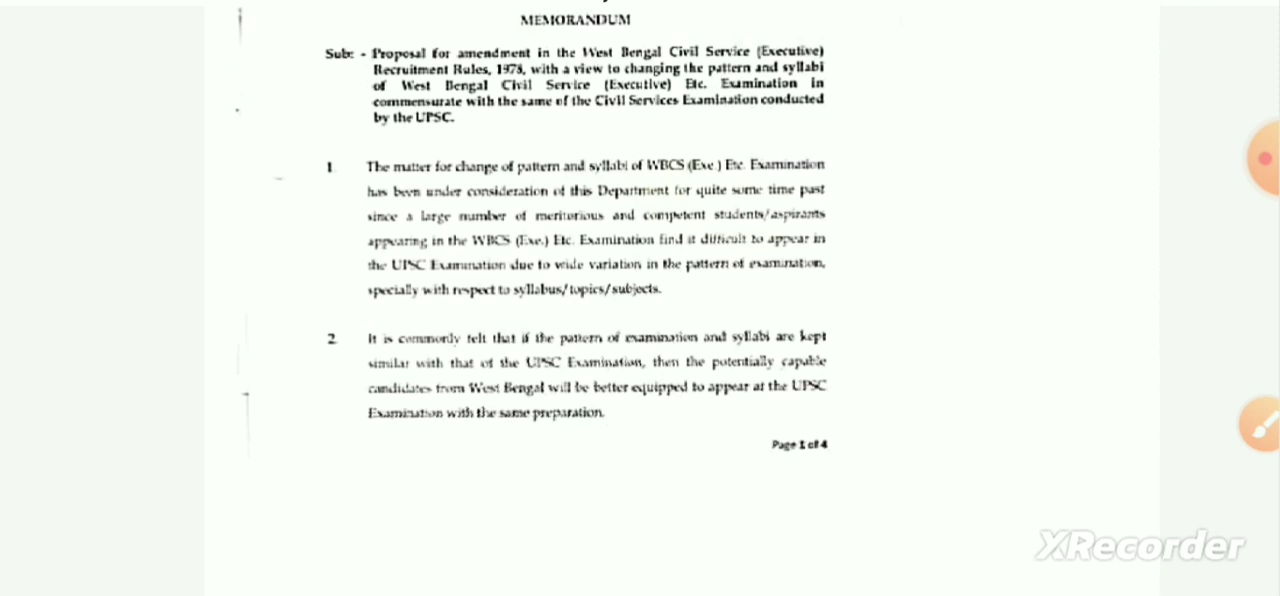 MEMORANDUM
Sub: - Proposal for amendment in the West Bengal Civil Service (Executive)
Recruitment Rules, 1978, with a view to changing the pattern and syllabi
of West Bengal Civil Service (Executive) Etc. Examination in
commensurate with the same of the Civil Services Examination conducted
by the UPSC.
1 The matter for change of pattern and syllabi of WBCS (Exe ) Etc. Examination
has been under consideration of this Department for quite some time past
since a large number of meritorious and competent students/aspirants
appearing in the WBCS (Exe.) Etc. Examination find it difficult to appear in
the UPSC Examination due to wide variation in the pattern of examination,
specially with respect to syllabus/topics/subjects.
2 It is commonly felt that if the pattern of examination and syllabi are kept
similar with that of the UPSC Examination, then the potentially capable
candidates from West Bengal will be better equipped to appear at the UPSC
Examination with the same preparation.
Page 1 of 4
XRecorder